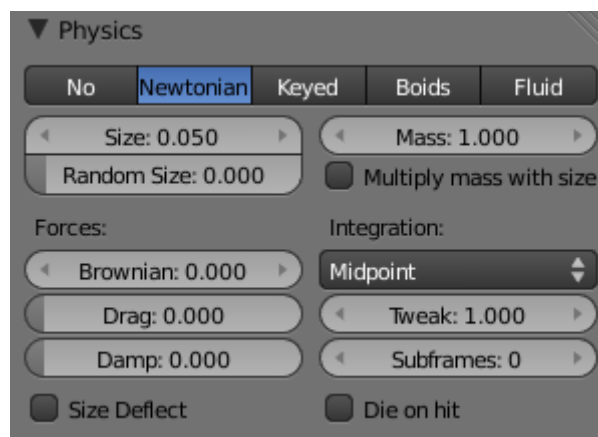 Physics
No Newtonian Keyed Boids Fluid
Size: 0.050 Mass: 1.000
Random Size: 0.000 Multiply mass with size
Forces: Integration:
Brownian: 0.000 Midpoint
Drag: 0.000 Tweak: 1.000
Damp: 0.000 Subframes: 0
Size Deflect Die on hit